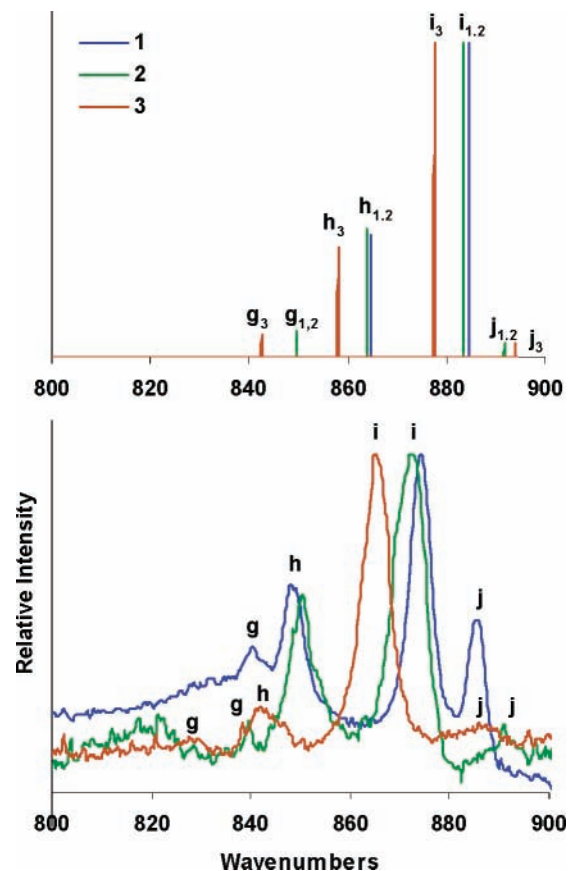 1
2
3
i3
i1.2
h3
h1.2
g3
g1,2
j1.2
j3
800 820 840 860 880 900
i i
h
j
g
g h
g
j j
Relative Intensity
800 820 840 860 880 900
Wavenumbers